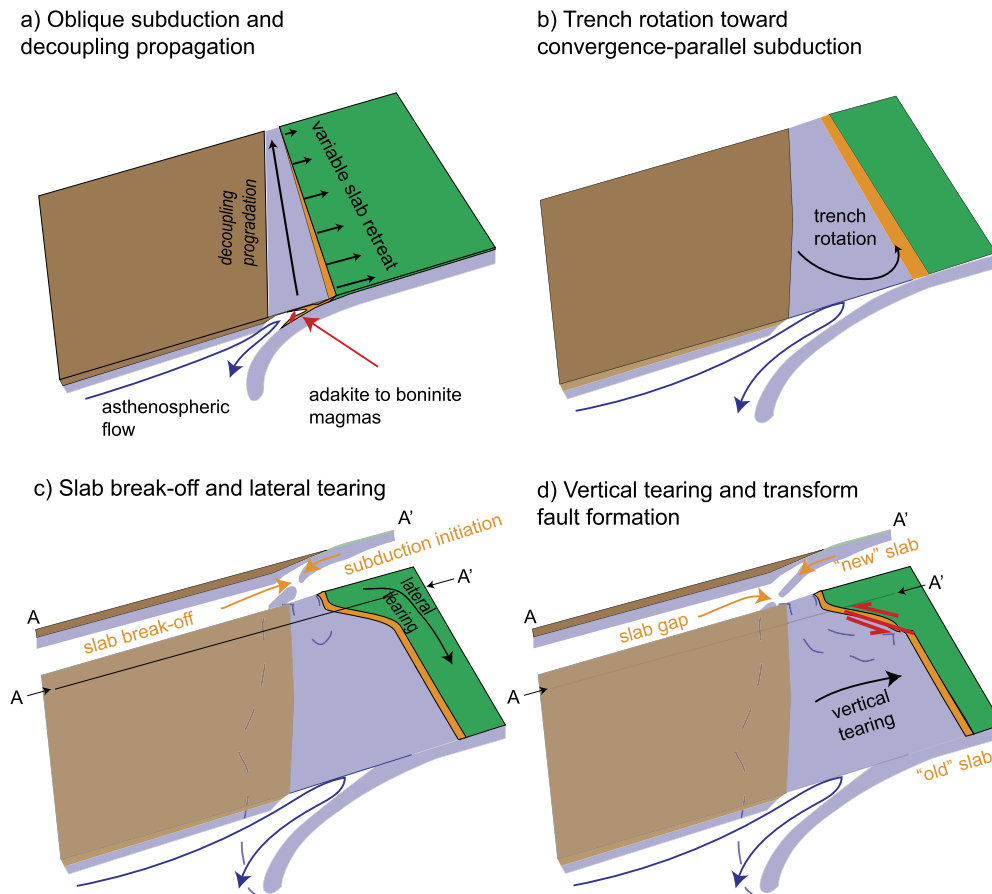 a) Oblique subduction and
decoupling propagation
variable slab retreat
decoupling
progradation
asthenospheric
flow
adakite to boninite
magmas
b) Trench rotation toward
convergence-parallel subduction
trench
rotation
c) Slab break-off and lateral tearing
A'
subduction initiation
A'
lateral
tearing
A
slab break-off
A
d) Vertical tearing and transform
fault formation
A'
"new" slab
A'
A
slab gap
A
vertical
tearing
"old" slab